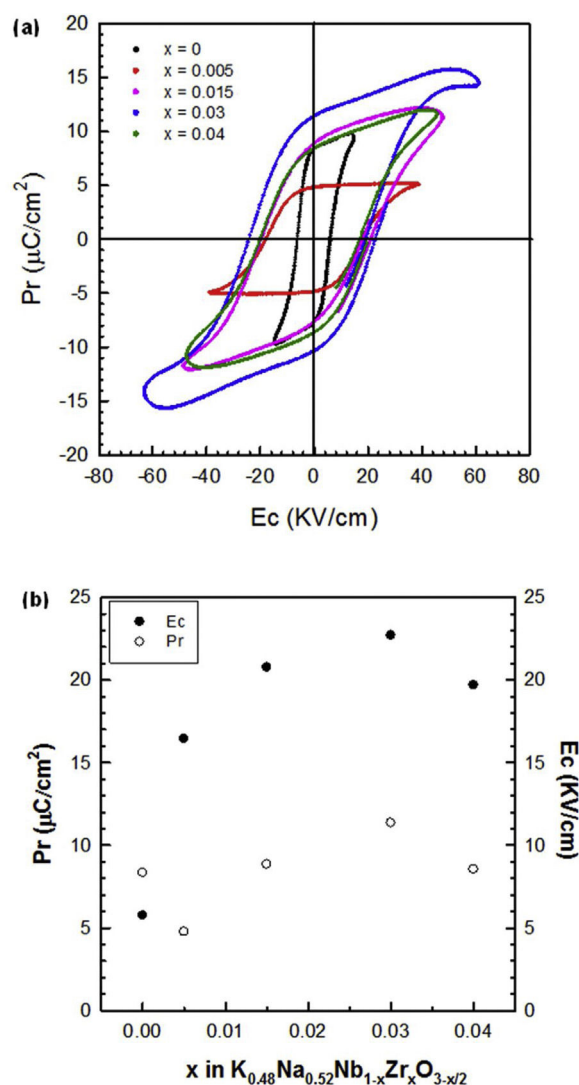 (a)
20
15
10
5
0
-5
-10
-15
-20
x = 0
x = 0.005
x = 0.015
x = 0.03
x = 0.04
Pr (μC/cm²)
-80 -60 -40 -20 0 20 40 60 80
Ec (KV/cm)
(b)
25
20
15
10
5
0
Ec
Pr
Pr (μC/cm²)
25
20
15
10
5
0
Ec (KV/cm)
0.00 0.01 0.02 0.03 0.04
x in K₀.₄₈Na₀.₅₂Nb₁₋ₓZrₓO₃₋ₓ/₂